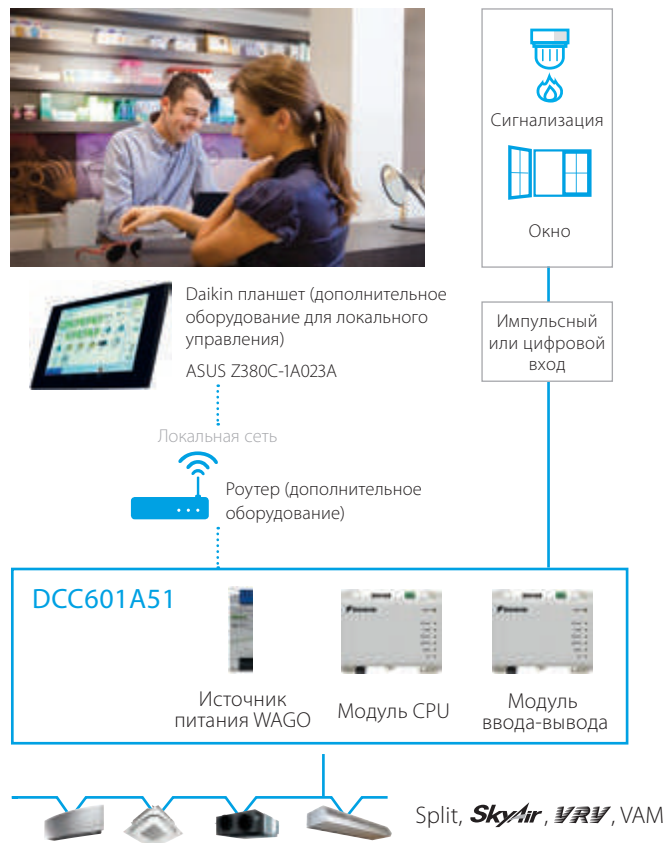 Сигнализация
Окно
Daikin планшет (дополнительное
оборудование для локального
управления)
ASUS Z380C-1A023A
Импульсный
или цифровой
вход
Локальная сеть
Роутер (дополнительное
оборудование)
DCC601A51
Источник
питания WAGO
Модуль CPU
Модуль
ввода-вывода
Split, SkyAir, VRV, VAM